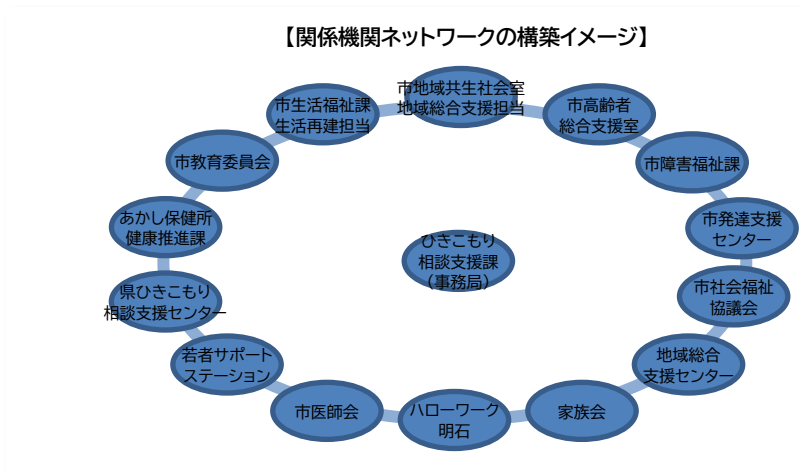 【関係機関ネットワークの構築イメージ】
市地域共生社会室
地域総合支援担当
市高齢者
総合支援室
市障害福祉課
市発達支援
センター
市社会福祉
協議会
地域総合
支援センター
家族会
ハローワーク
明石
市医師会
若者サポート
ステーション
県ひきこもり
相談支援センター
あかし保健所
健康推進課
市教育委員会
市生活福祉課
生活再建担当
ひきこもり
相談支援課
（事務局）